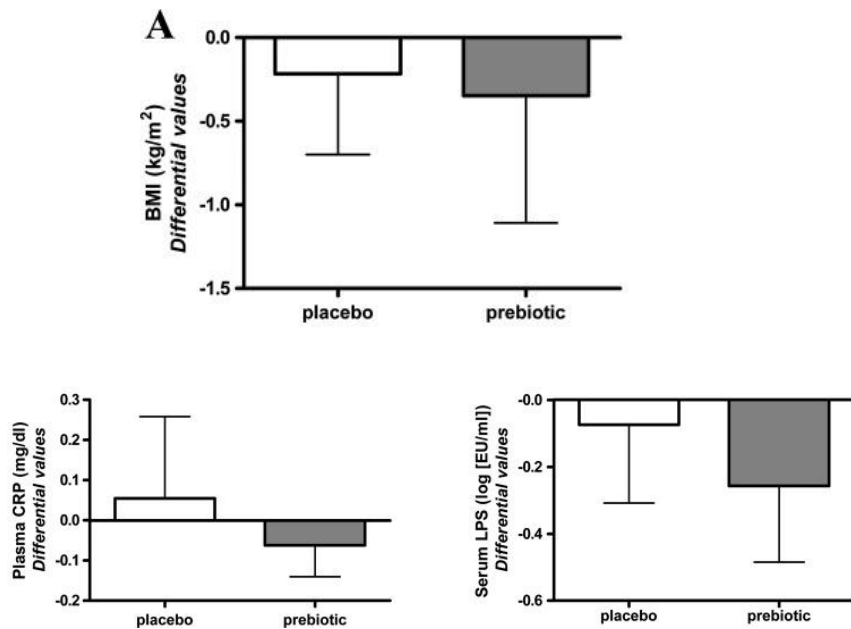 A
BMI (kg/m²)
Differential values
0.0
-0.5
-1.0
-1.5
placebo
prebiotic
Plasma CRP (mg/dl)
Differential values
0.3
0.2
0.1
0.0
-0.1
-0.2
placebo
prebiotic
Serum LPS (log [EU/ml])
Differential values
-0.0
-0.2
-0.4
-0.6
placebo
prebiotic